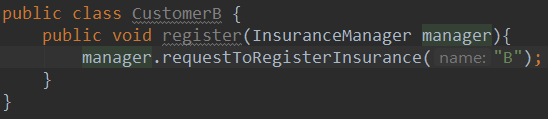 public class CustomerB {
    public void register(InsuranceManager manager){
        manager.requestToRegisterInsurance( name: "B");
    }
}